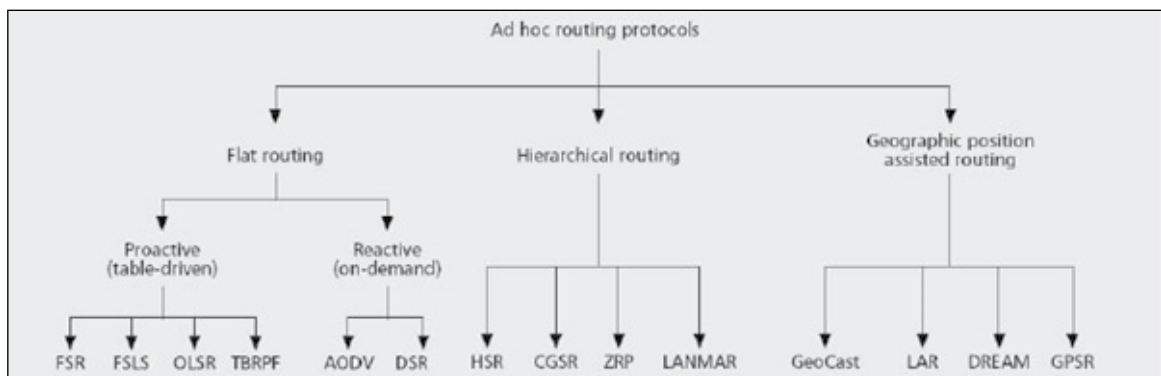 Ad hoc routing protocols
Flat routing
Hierarchical routing
Geographic position
assisted routing
Proactive
(table-driven)
Reactive
(on-demand)
FSR FSLS OLSR TBRPF AODV DSR HSR CGSR ZRP LANMAR GeoCast LAR DREAM GPSR